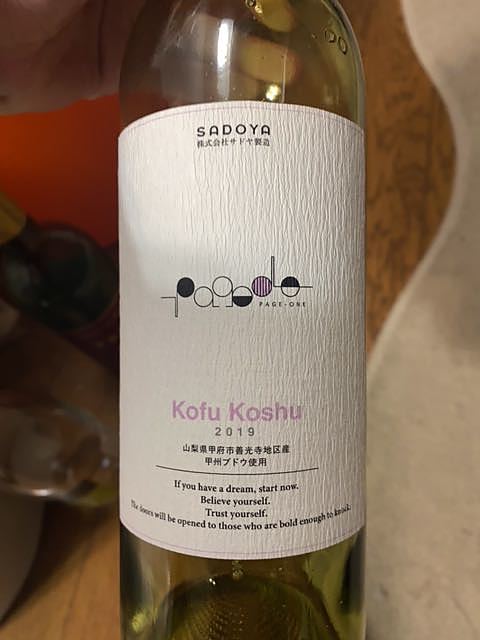 SADOYA
株式会社サドヤ製造
Pageole
PAGE-ONE
Kofu Koshu
2019
山梨県甲府市善光寺地区産
甲州ブドウ使用
If you have a dream, start now.
Believe yourself.
Trust yourself.
The doors will be opened to those who are bold enough to knock.